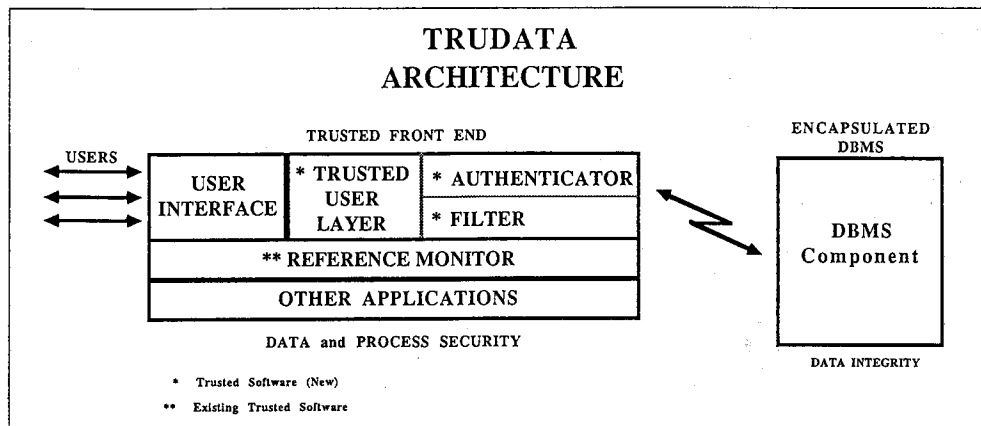 TRUDATA
ARCHITECTURE
TRUSTED FRONT END
ENCAPSULATED
DBMS
USERS
USER
INTERFACE
* TRUSTED
USER
LAYER
* AUTHENTICATOR
* FILTER
** REFERENCE MONITOR
OTHER APPLICATIONS
DBMS
Component
DATA and PROCESS SECURITY
DATA INTEGRITY
* Trusted Software (New)
** Existing Trusted Software